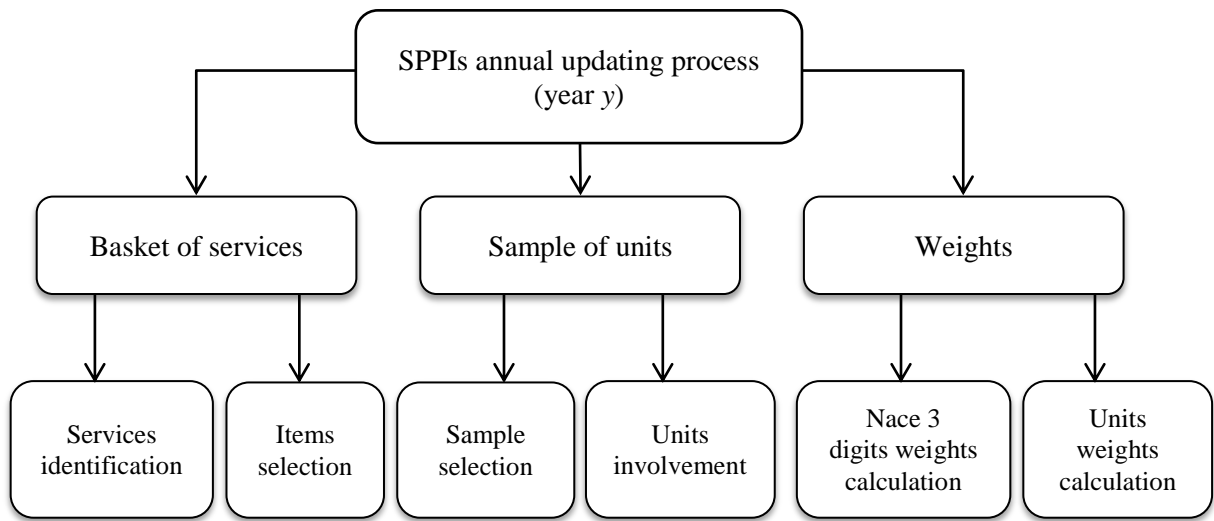 SPPIs annual updating process
(year y)
Basket of services
Sample of units
Weights
Services
identification
Items
selection
Sample
selection
Units
involvement
Nace 3
digits weights
calculation
Units
weights
calculation